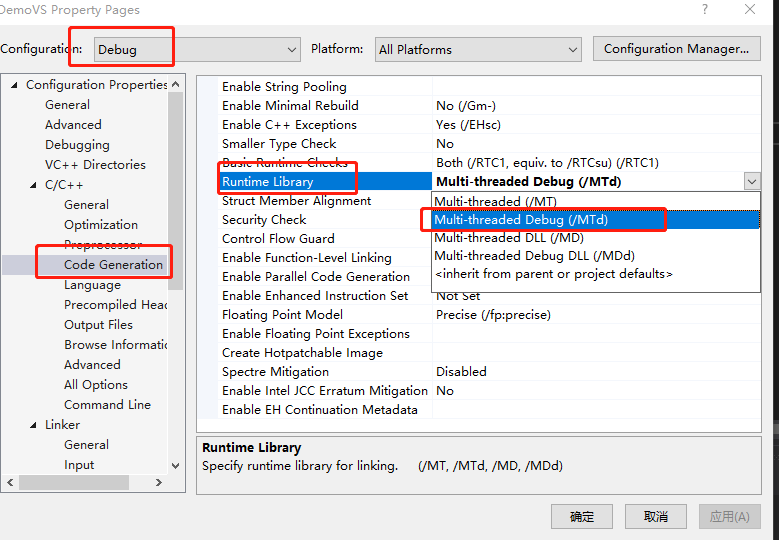 DemoVS Property Pages
?
Configuration: Debug
Platform: All Platforms
Configuration Manager...
Configuration Properties
General
Advanced
Debugging
VC++ Directories
C/C++
General
Optimization
Preprocessor
Code Generation
Language
Precompiled Head
Output Files
Browse Informatic
Advanced
All Options
Command Line
Linker
General
Input
Enable String Pooling
Enable Minimal Rebuild No (/Gm-)
Enable C++ Exceptions Yes (/EHsc)
Smaller Type Check No
Basic Runtime Checks Both (/RTC1, equiv. to /RTCsu) (/RTC1)
Runtime Library Multi-threaded Debug (/MTd)
Struct Member Alignment Multi-threaded (/MT)
Security Check Multi-threaded Debug (/MTd)
Control Flow Guard Multi-threaded DLL (/MD)
Enable Function-Level Linking Multi-threaded Debug DLL (/MDd)
Enable Parallel Code Generation <inherit from parent or project defaults>
Enable Enhanced Instruction Set Not Set
Floating Point Model Precise (/fp:precise)
Enable Floating Point Exceptions
Create Hotpatchable Image
Spectre Mitigation Disabled
Enable Intel JCC Erratum Mitigation No
Enable EH Continuation Metadata
Runtime Library
Specify runtime library for linking. (/MT, /MTd, /MD, /MDd)
确定
取消
应用(A)